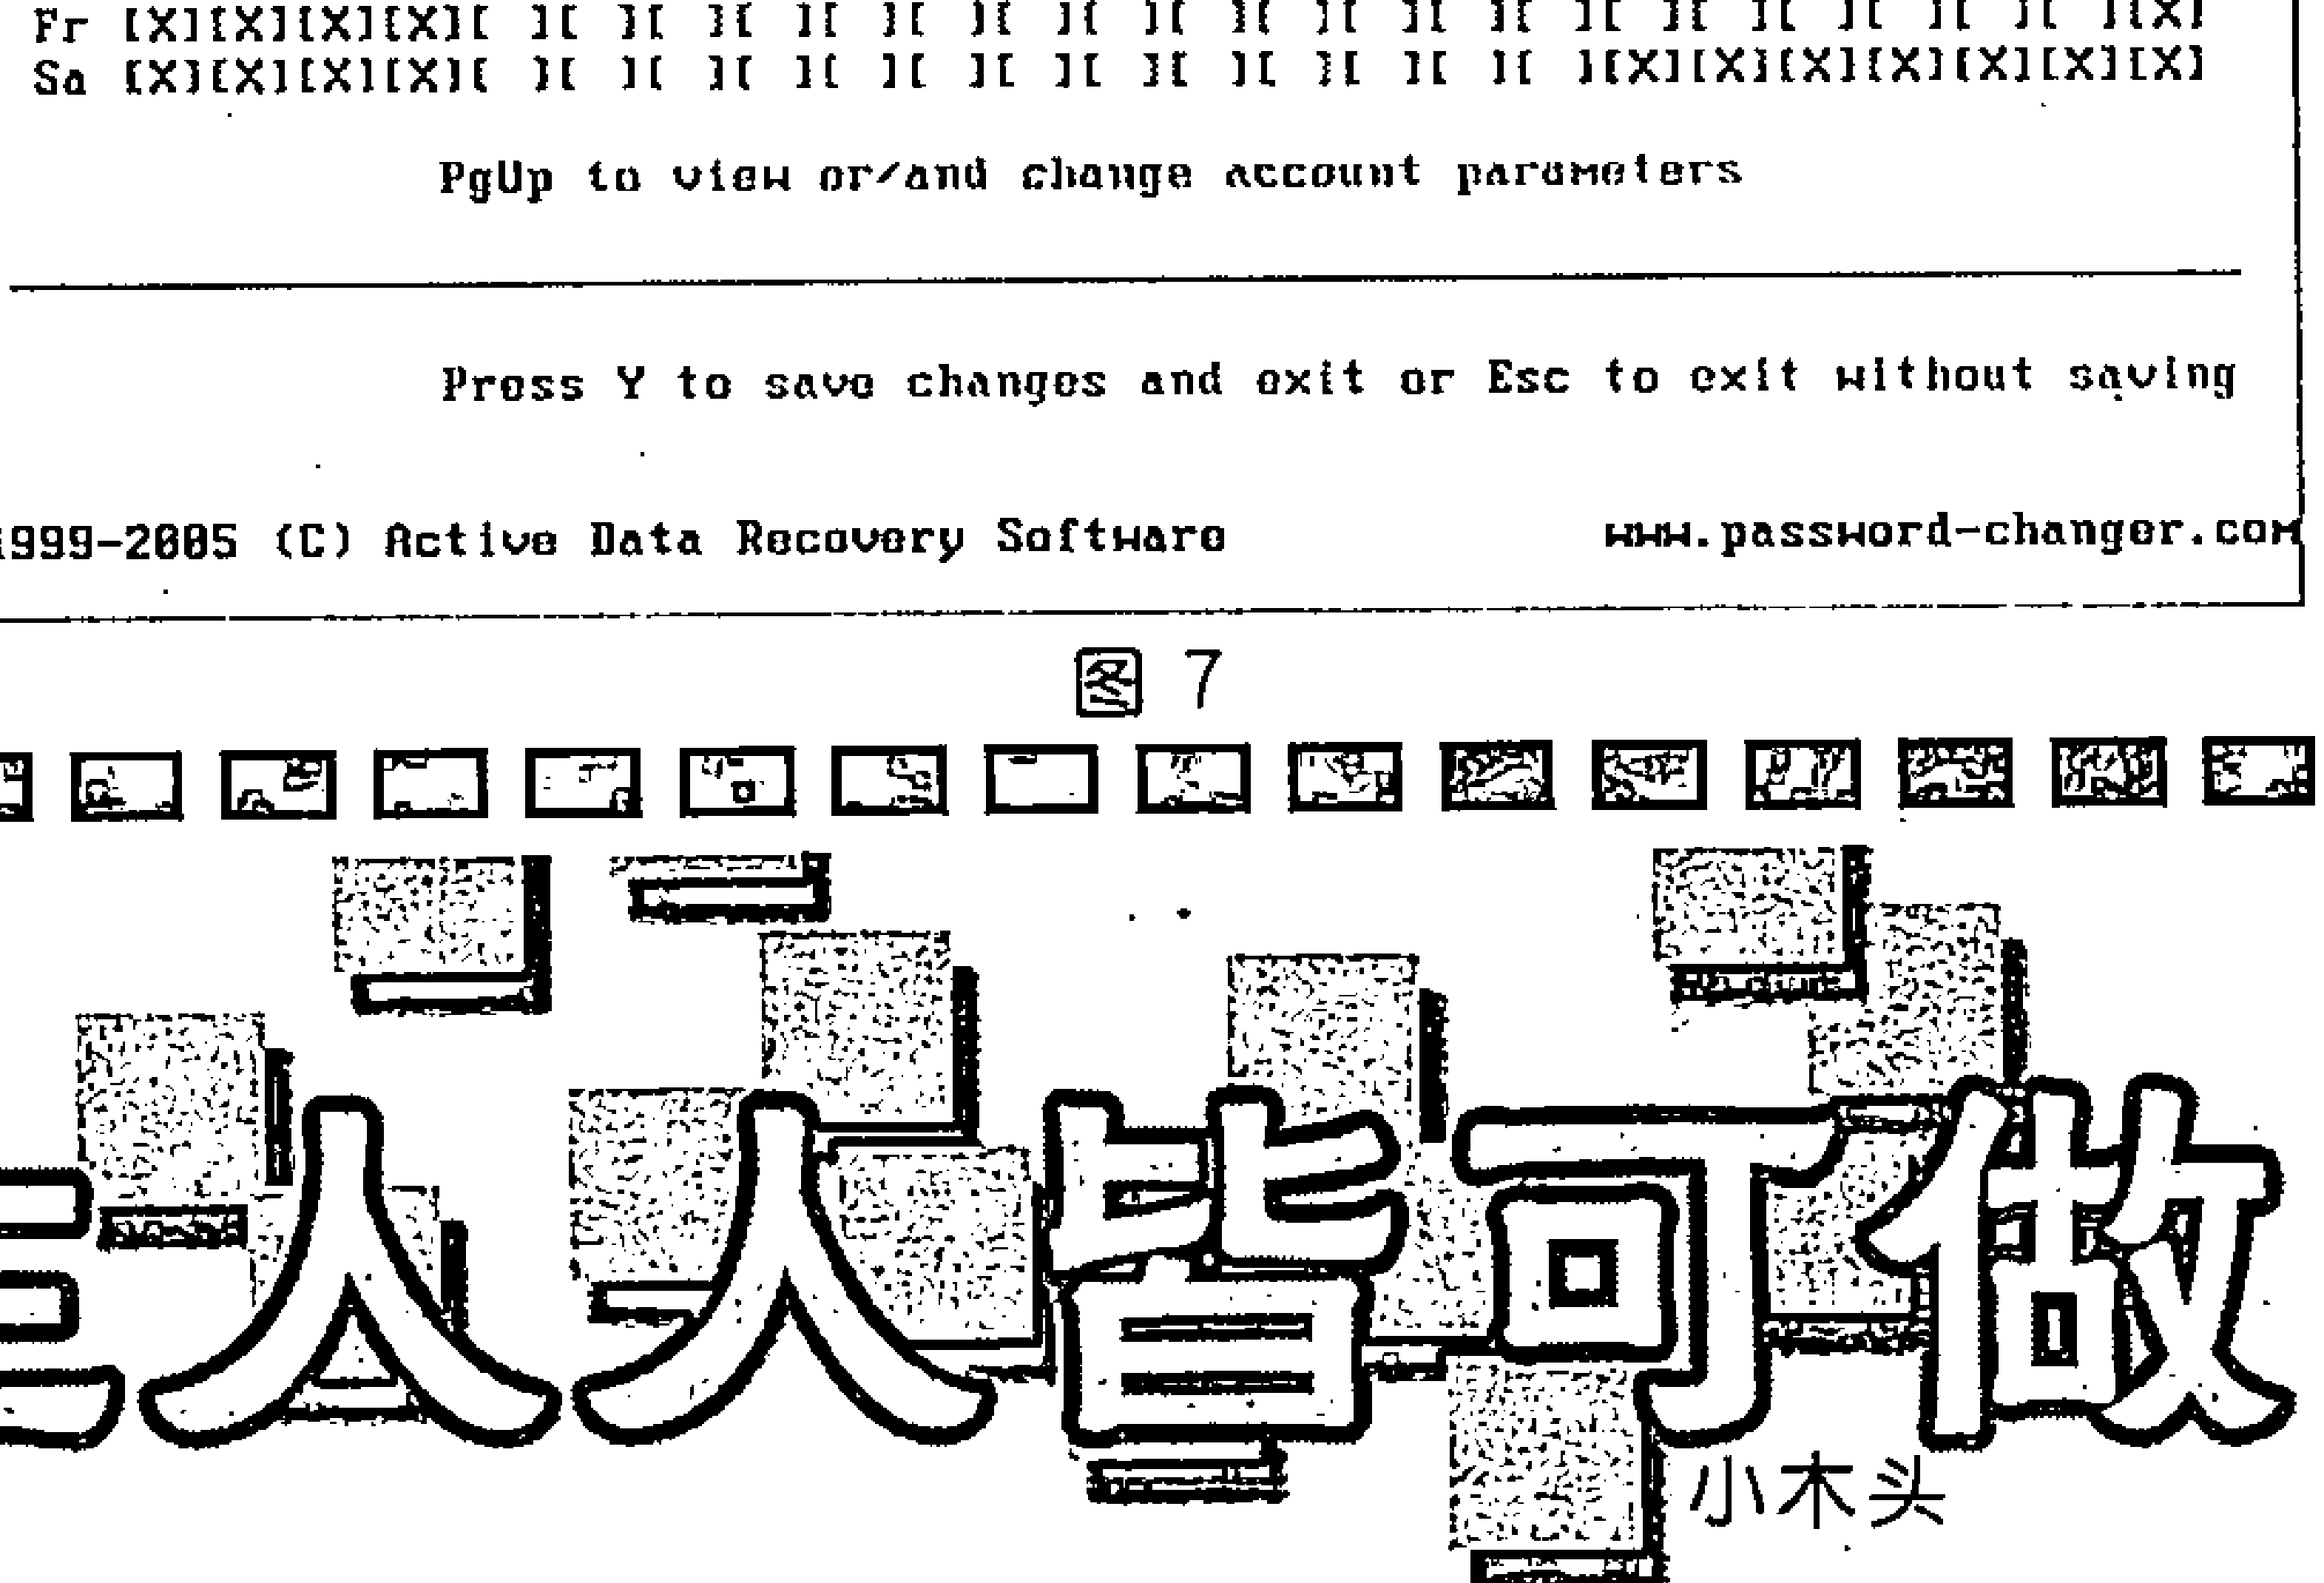 Fr [X][X][X][X][ ][ ][ ][ ][ ][ ][ ][ ][ ][ ][ ][ ][ ][ ][ ][ ][ ][ ][ ][X]
Sa [X][X][X][X][ ][ ][ ][ ][ ][ ][ ][ ][ ][ ][ ][ ][ ][X][X][X][X][X][X][X]
PgUp to view or/and change account parameters
Press Y to save changes and exit or Esc to exit without saving
1999-2005 (C) Active Data Recovery Software www.password-changer.com
图 7
人人皆可做
小木头